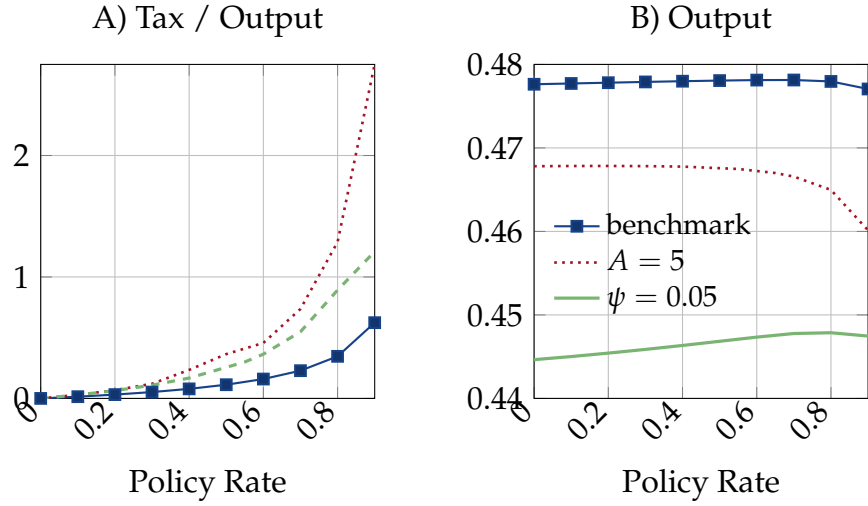 A) Tax / Output
2
1
0
0
0.2
0.4
0.6
0.8
Policy Rate
B) Output
0.48
0.47
0.46
0.45
0.44
benchmark
A = 5
ψ = 0.05
0
0.2
0.4
0.6
0.8
Policy Rate